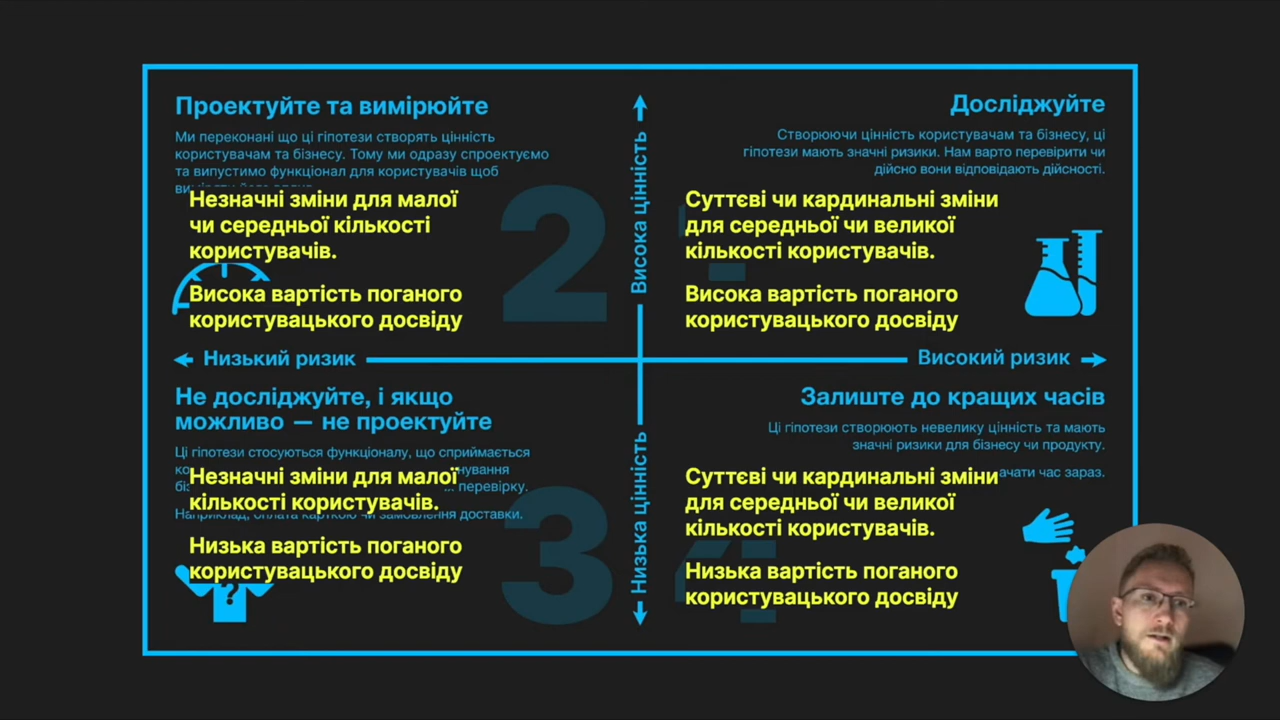 Проектуйте та вимірюйте
Ми переконані що ці гіпотези створять цінність
користувачам та бізнесу. Тому ми одразу спроектуємо
та випустимо функціонал для користувачів щоб
Незначні зміни для малої
чи середньої кількості
користувачів.
Висока вартість поганого
користувацького досвіду
2
Висока цінність
Досліджуйте
Створюючи цінність користувачам та бізнесу, ці
гіпотези мають значні ризики. Нам варто перевірити чи
дійсно вони відповідають дійсності.
Суттєві чи кардинальні зміни
для середньої чи великої
кількості користувачів.
Висока вартість поганого
користувацького досвіду
Низький ризик
Високий ризик
Не досліджуйте, і якщо
можливо — не проектуйте
Ці гіпотези стосуються функціоналу, що сприймається
перевірку.
Незначні зміни для малої
кількості користувачів.
Наприклад, оплата карткою чи замовлення доставки.
Низька вартість поганого
користувацького досвіду
?
3
Низька цінність
Залиште до кращих часів
Ці гіпотези створюють невелику цінність та мають
значні ризики для бізнесу чи продукту.
час зараз.
Суттєві чи кардинальні зміни
для середньої чи великої
кількості користувачів.
Низька вартість поганого
користувацького досвіду
4